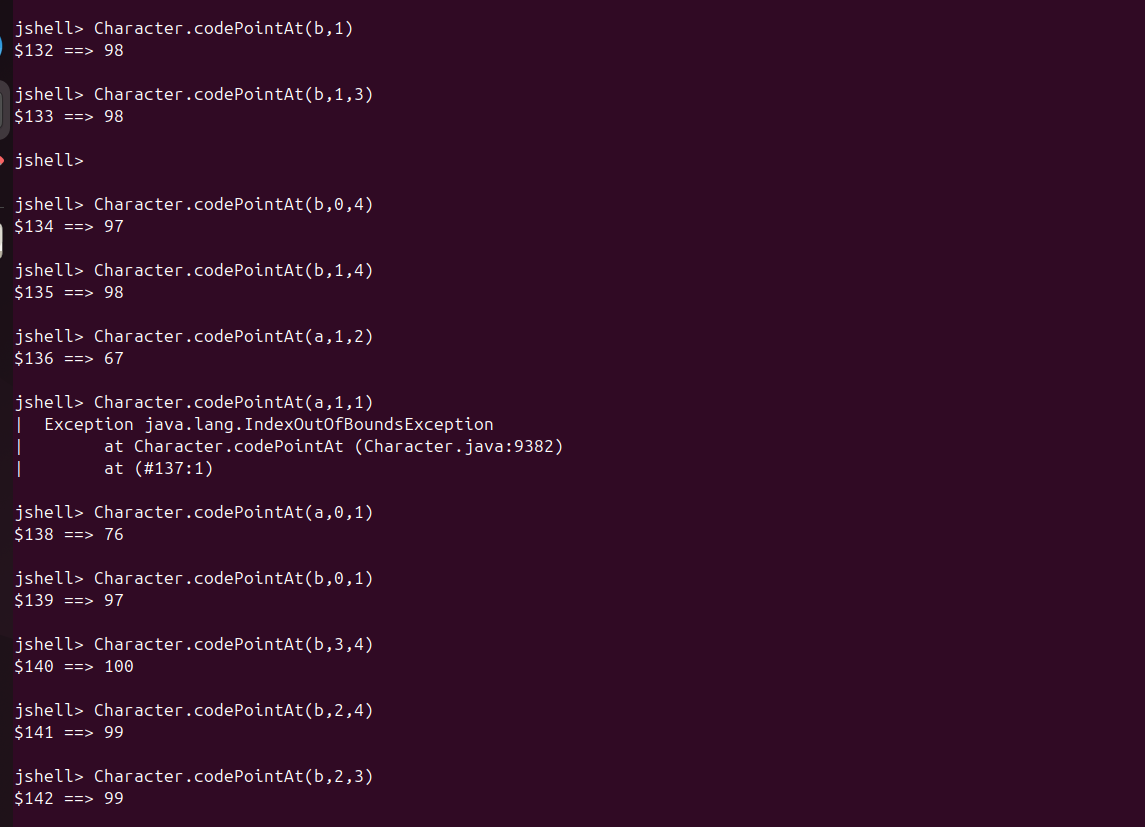 jshell> Character.codePointAt(b,1)
$132 ==> 98
jshell> Character.codePointAt(b,1,3)
$133 ==> 98
jshell>
jshell> Character.codePointAt(b,0,4)
$134 ==> 97
jshell> Character.codePointAt(b,1,4)
$135 ==> 98
jshell> Character.codePointAt(a,1,2)
$136 ==> 67
jshell> Character.codePointAt(a,1,1)
|  Exception java.lang.IndexOutOfBoundsException
|        at Character.codePointAt (Character.java:9382)
|        at (#137:1)
jshell> Character.codePointAt(a,0,1)
$138 ==> 76
jshell> Character.codePointAt(b,0,1)
$139 ==> 97
jshell> Character.codePointAt(b,3,4)
$140 ==> 100
jshell> Character.codePointAt(b,2,4)
$141 ==> 99
jshell> Character.codePointAt(b,2,3)
$142 ==> 99